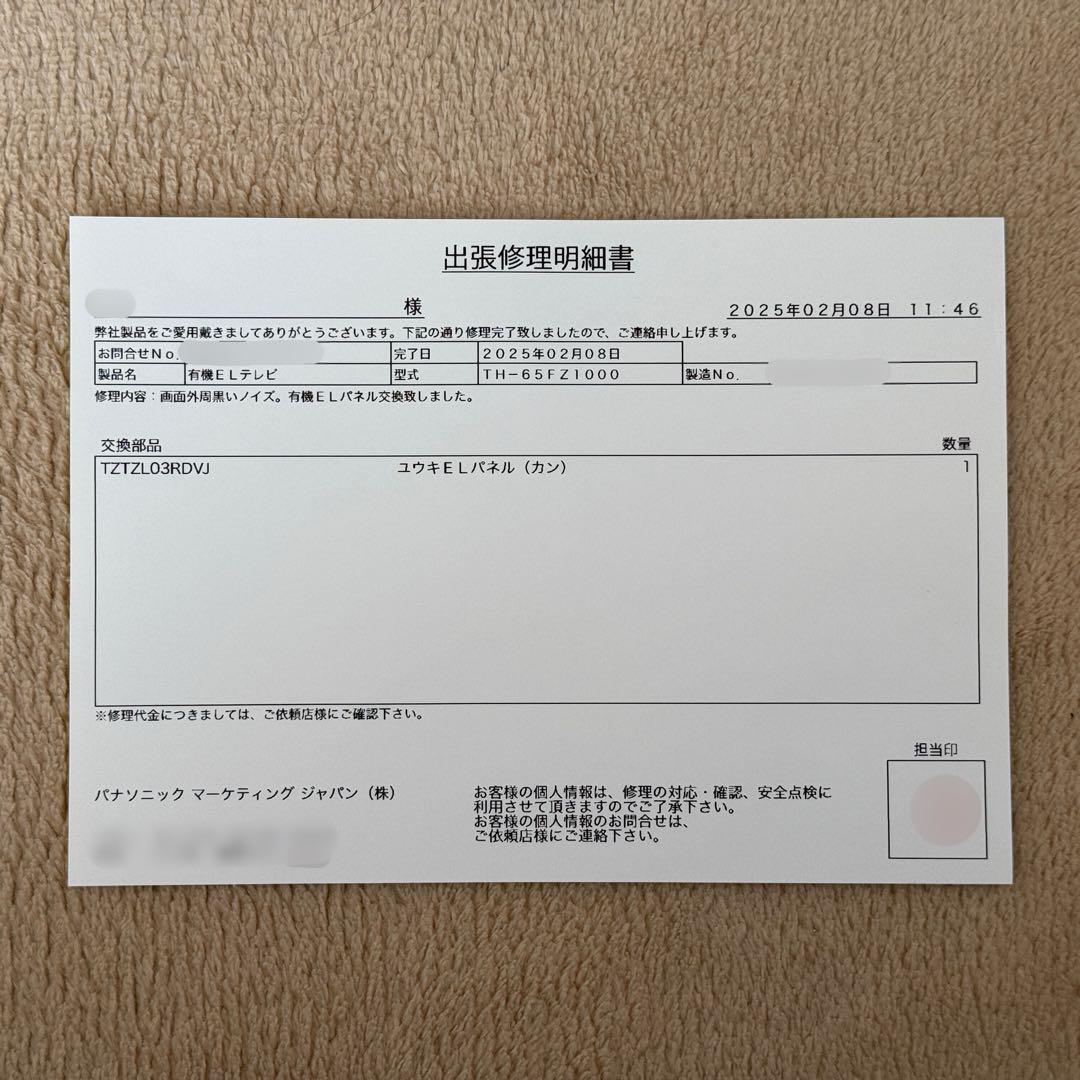 出張修理明細書
様
2025年02月08日 11:46
弊社製品をご愛用戴きましてありがとうございます。下記の通り修理完了致しましたので、ご連絡申し上げます。
お問合せNo. 完了日 2025年02月08日
製品名 有機ELテレビ 型式 TH-65FZ1000 製造No.
修理内容：画面外周黒いノイズ。有機ELパネル交換致しました。
交換部品 数量
TZTZL03RDVJ ユウキELパネル（カン） 1
※修理代金につきましては、ご依頼店様にご確認下さい。
担当印
パナソニック マーケティング ジャパン（株）
お客様の個人情報は、修理の対応・確認、安全点検に
利用させて頂きますのでご了承下さい。
お客様の個人情報のお問合せは、
ご依頼店様にご連絡下さい。